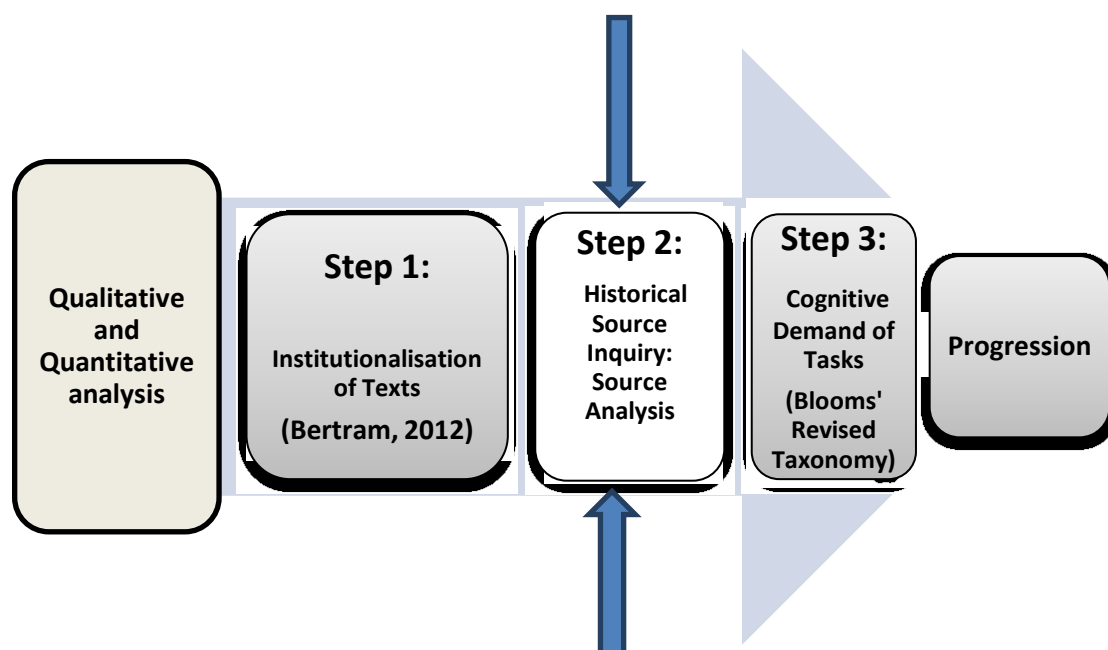 Qualitative
and
Quantitative
analysis
Step 1:
Institutionalisation
of Texts
(Bertram, 2012)
Step 2:
Historical
Source
Inquiry:
Source
Analysis
Step 3:
Cognitive
Demand of
Tasks
(Blooms'
Revised
Taxonomy)
Progression